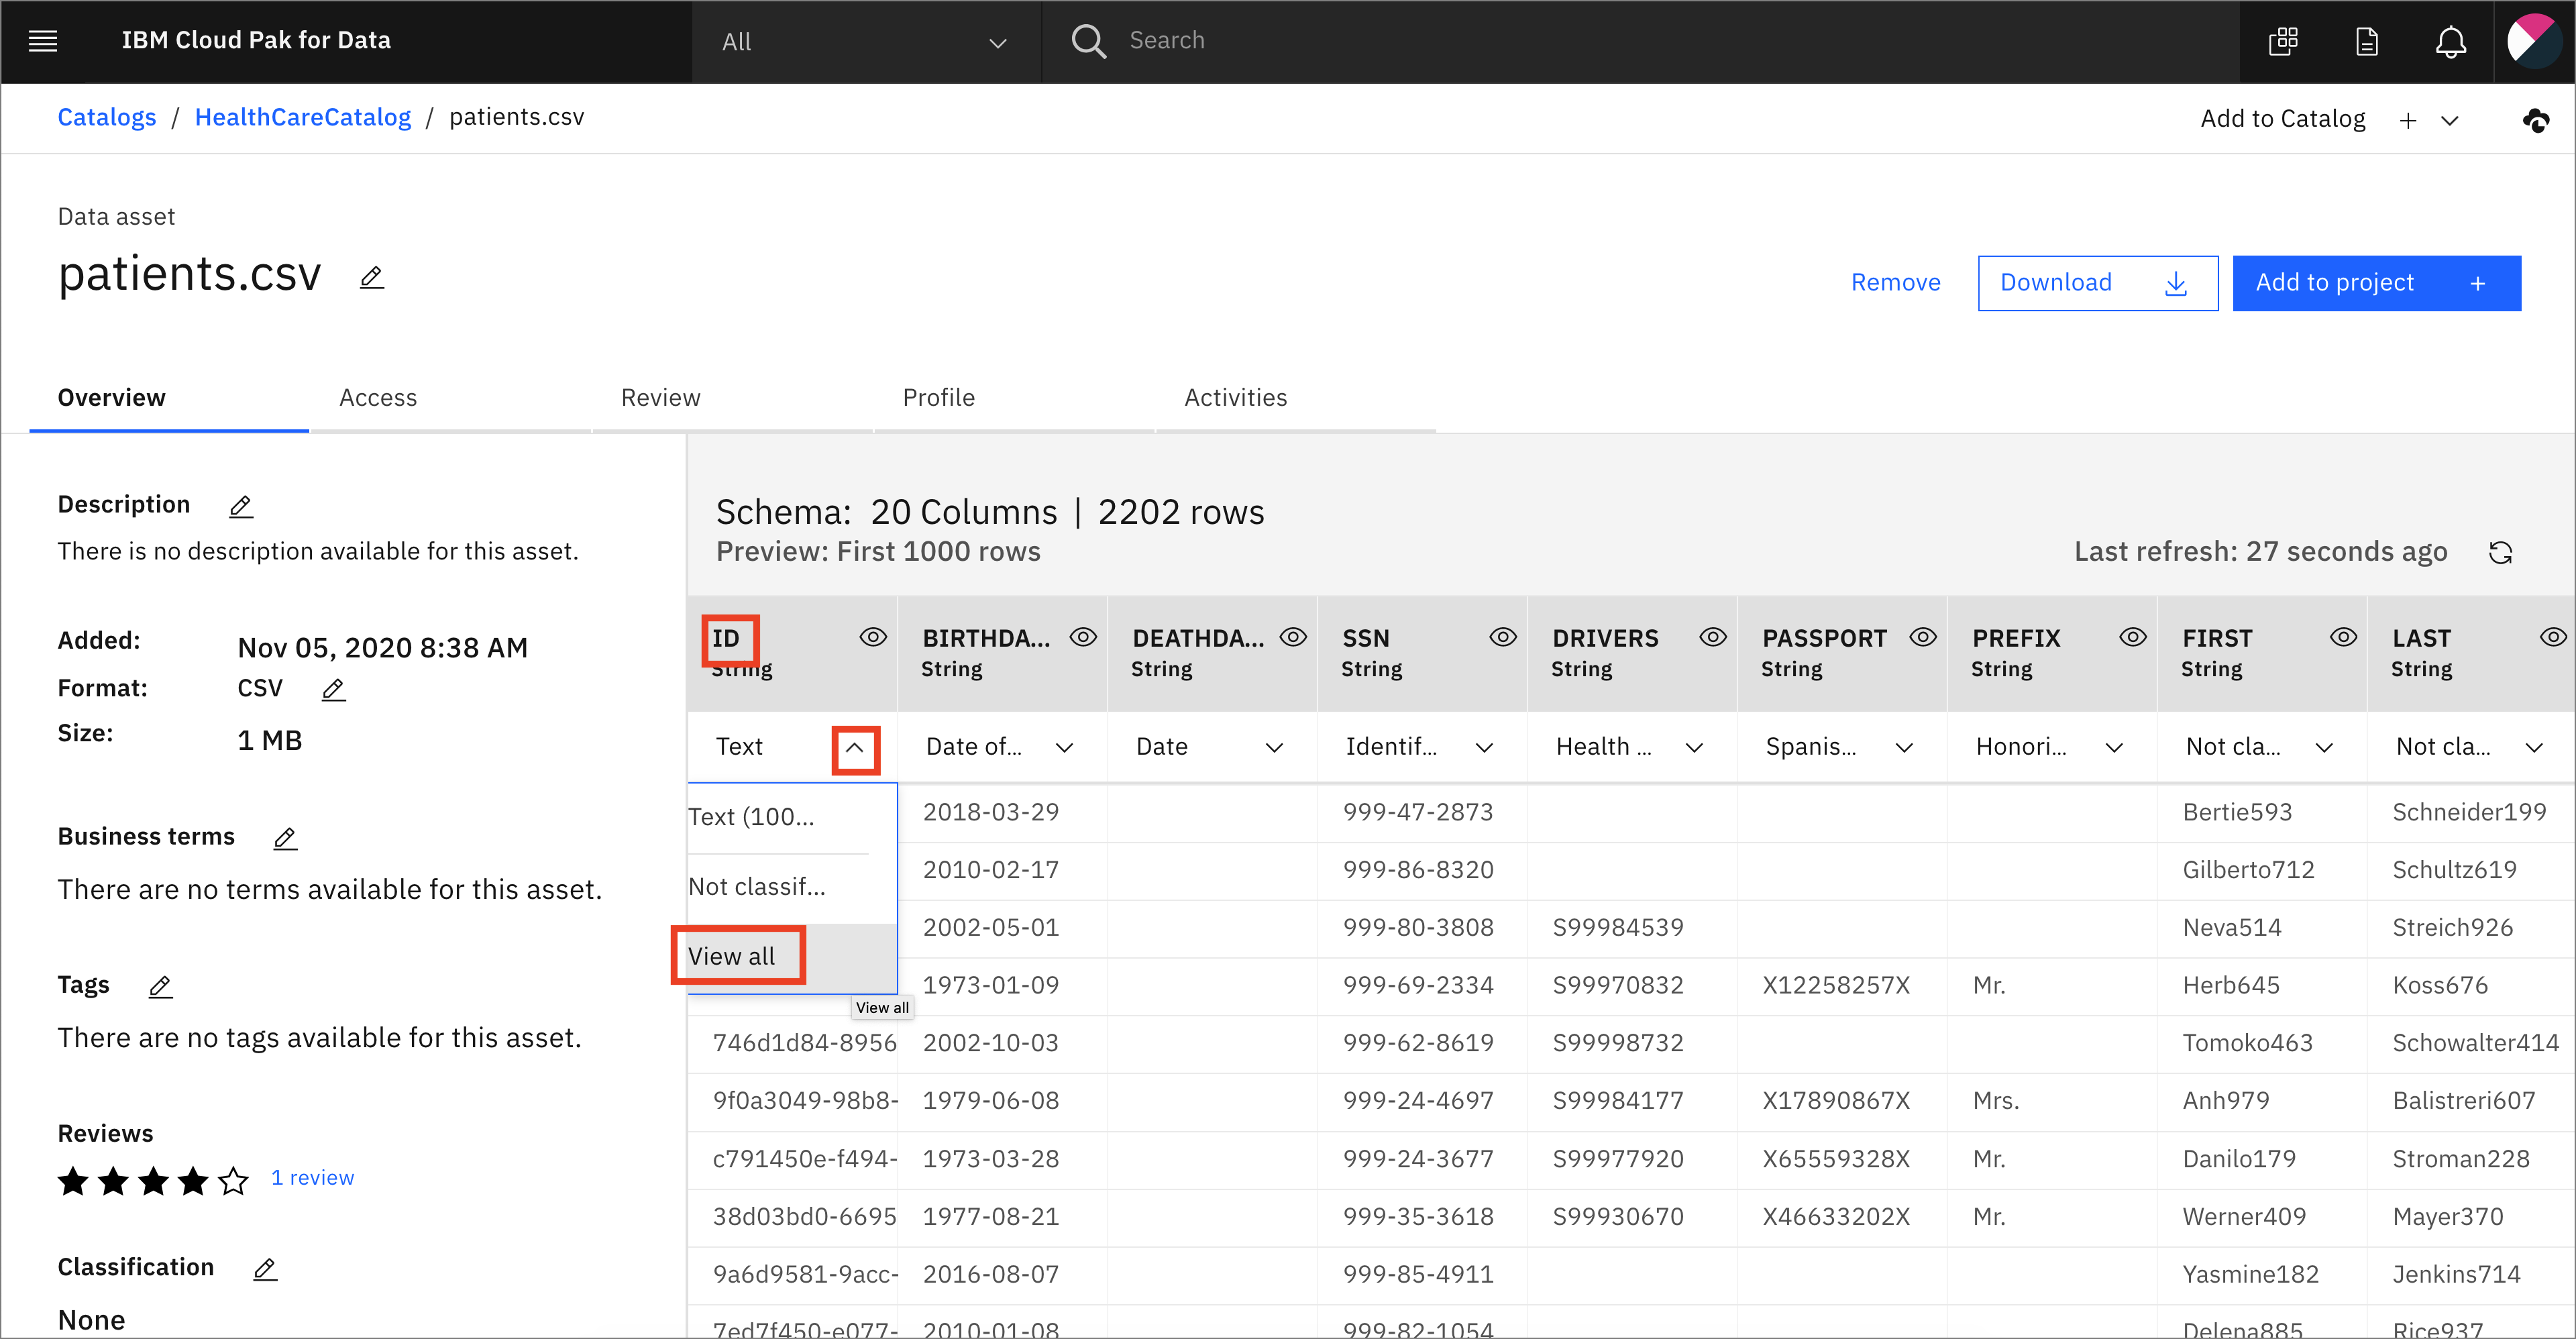 IBM Cloud Pak for Data All Search
Catalogs / HealthCareCatalog / patients.csv Add to Catalog +
Data asset
patients.csv
Remove Download Add to project +
Overview Access Review Profile Activities
Description
There is no description available for this asset.
Added: Nov 05, 2020 8:38 AM
Format: CSV
Size: 1 MB
Business terms
There are no terms available for this asset.
Tags
There are no tags available for this asset.
Reviews
1 review
Classification
None
Schema: 20 Columns | 2202 rows
Preview: First 1000 rows
Last refresh: 27 seconds ago
ID BIRTHDA... DEATHDA... SSN DRIVERS PASSPORT PREFIX FIRST LAST
String String String String String String String String String
Text Date of... Date Identif... Health ... Spanis... Honori... Not cla... Not cla...
Text (100...
Not classif...
View all
View all
2018-03-29 999-47-2873 Bertie593 Schneider199
2010-02-17 999-86-8320 Gilberto712 Schultz619
2002-05-01 999-80-3808 S99984539 Neva514 Streich926
1973-01-09 999-69-2334 S99970832 X12258257X Mr. Herb645 Koss676
746d1d84-8956 2002-10-03 999-62-8619 S99998732 Tomoko463 Schowalter414
9f0a3049-98b8- 1979-06-08 999-24-4697 S99984177 X17890867X Mrs. Anh979 Balistreri607
c791450e-f494- 1973-03-28 999-24-3677 S99977920 X65559328X Mr. Danilo179 Stroman228
38d03bd0-6695 1977-08-21 999-35-3618 S99930670 X46633202X Mr. Werner409 Mayer370
9a6d9581-9acc- 2016-08-07 999-85-4911 Yasmine182 Jenkins714
7ed7f450-e077- 2010-01-08 999-82-1054 Delena885 Rice937